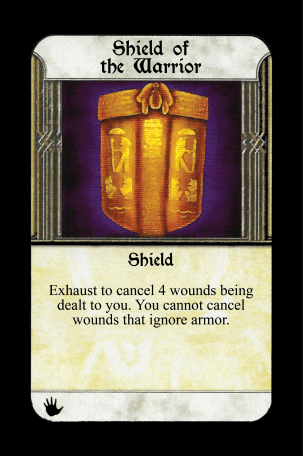 Shield of
the Warrior
Shield
Exhaust to cancel 4 wounds being
dealt to you. You cannot cancel
wounds that ignore armor.